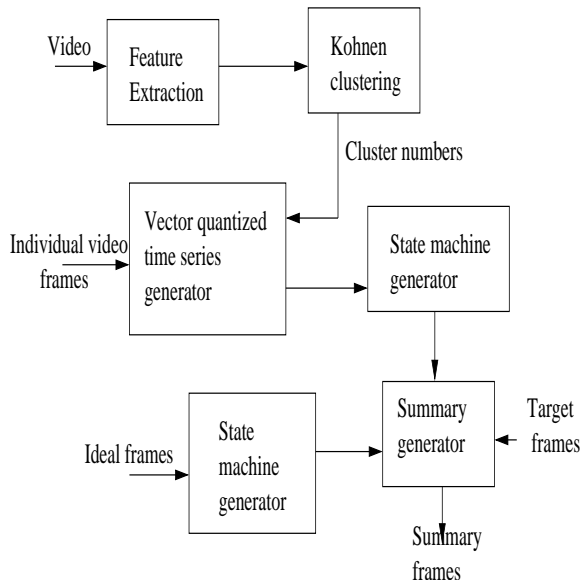 Video
Feature
Extraction
Kohnen
clustering
Cluster numbers
Individual video
frames
Vector quantized
time series
generator
State machine
generator
Ideal frames
State
machine
generator
Summary
generator
Target
frames
Summary
frames